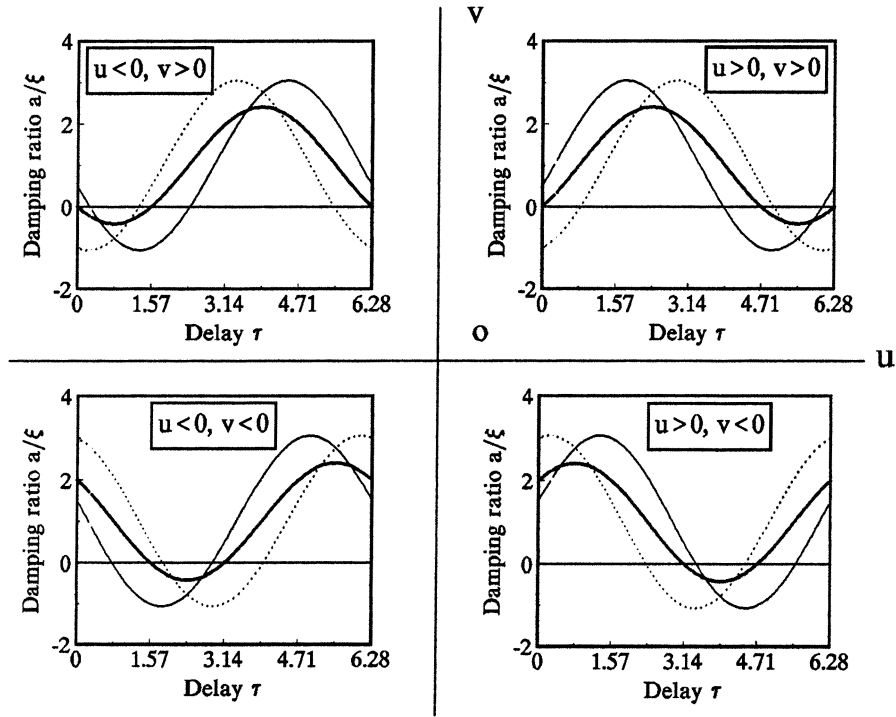 v
u<0, v>0
Damping ratio a/ξ
4
2
0
-2
0 1.57 3.14 4.71 6.28
Delay τ
u>0, v>0
Damping ratio a/ξ
4
2
0
-2
0 1.57 3.14 4.71 6.28
Delay τ
o
u
u<0, v<0
Damping ratio a/ξ
4
2
0
-2
0 1.57 3.14 4.71 6.28
Delay τ
u>0, v<0
Damping ratio a/ξ
4
2
0
-2
0 1.57 3.14 4.71 6.28
Delay τ